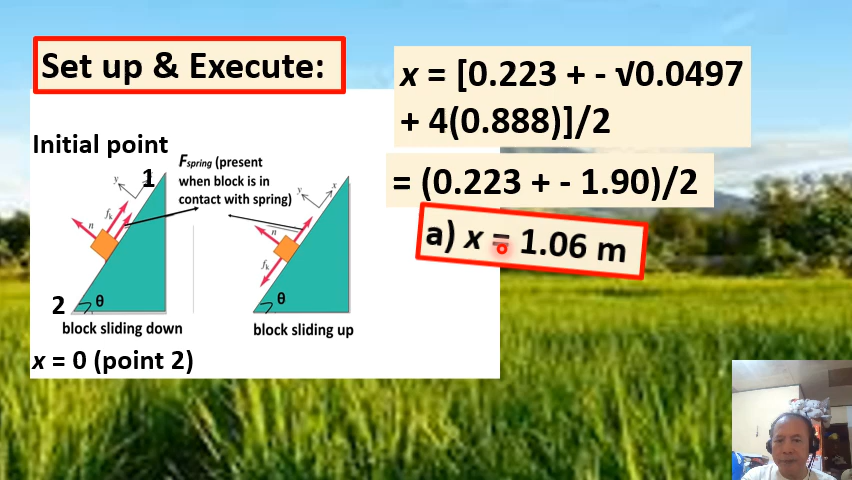 Set up & Execute:
x = [0.223 + - √0.0497
+ 4(0.888)]/2
= (0.223 + - 1.90)/2
a) x = 1.06 m
Initial point
1
Fspring (present
when block is in
contact with spring)
y
x
y
n
fk
n
fk
2
θ
θ
block sliding down
block sliding up
x = 0 (point 2)